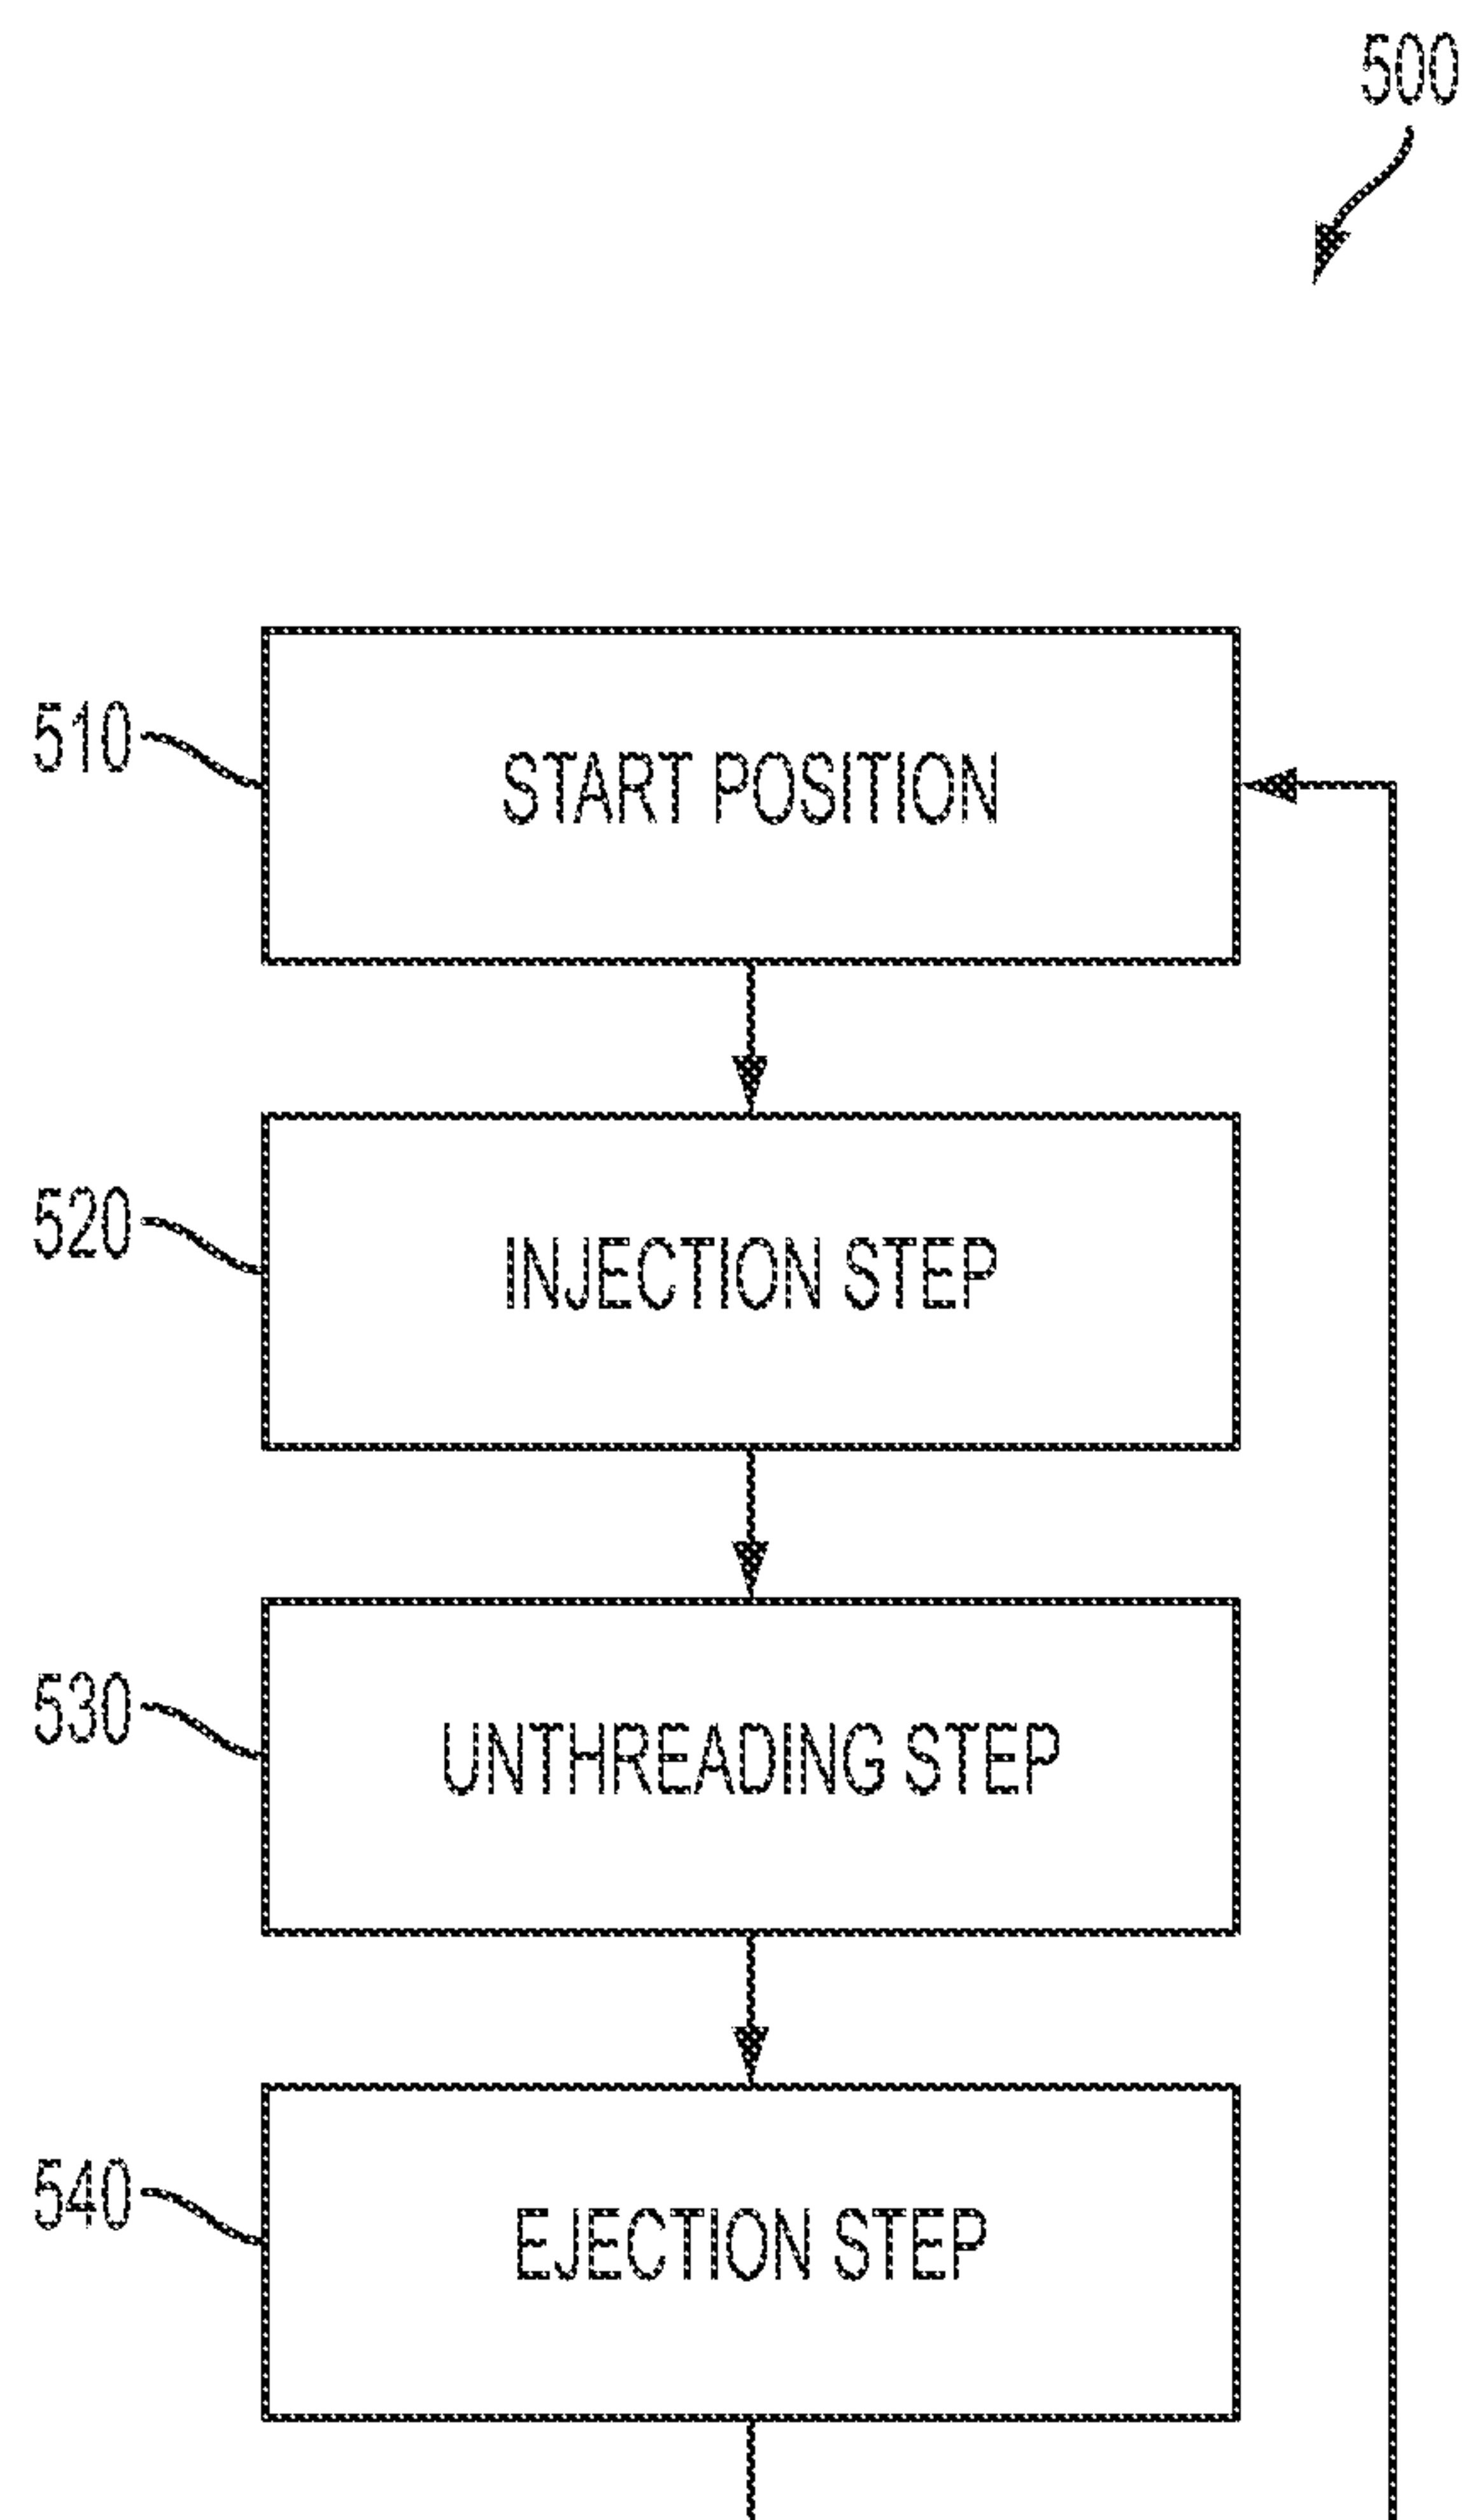 500
510
START POSITION
520
INJECTION STEP
530
UNTHREADING STEP
540
EJECTION STEP